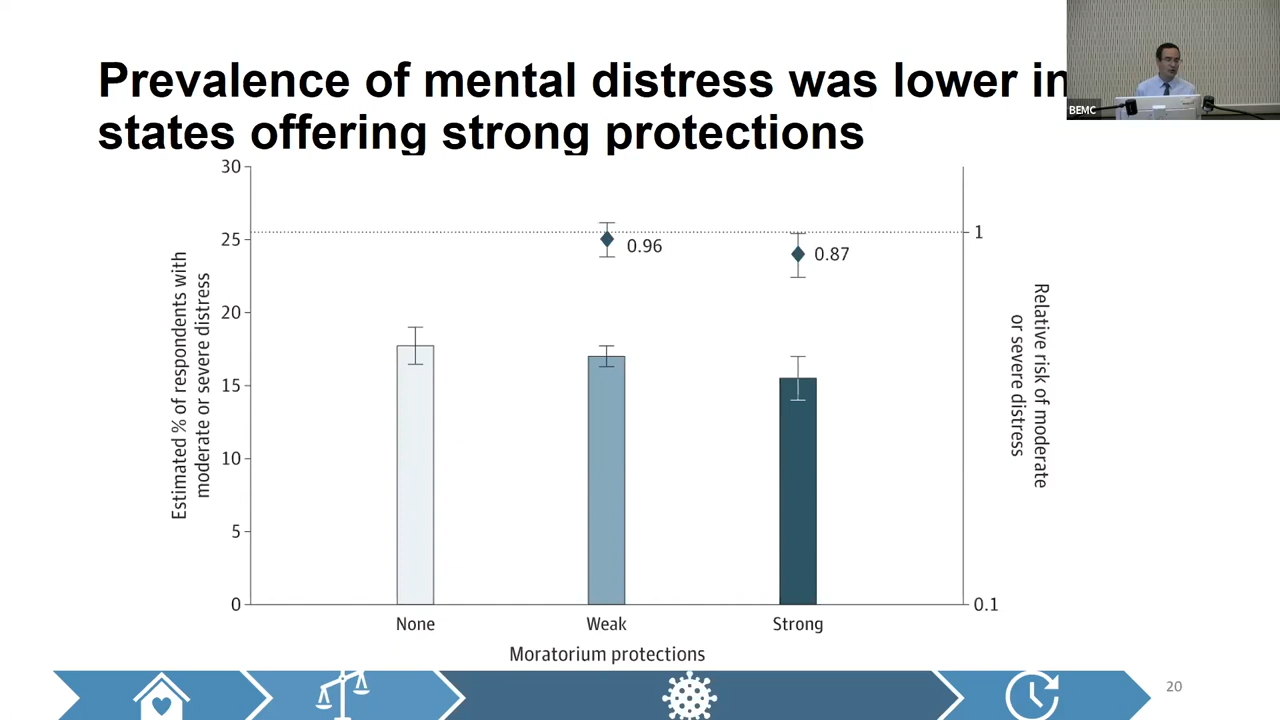 Prevalence of mental distress was lower in
states offering strong protections
BEMC
Estimated % of respondents with
moderate or severe distress
30
25
20
15
10
5
0
0.96
0.87
1
0.1
Relative risk of moderate
or severe distress
None
Weak
Strong
Moratorium protections
20